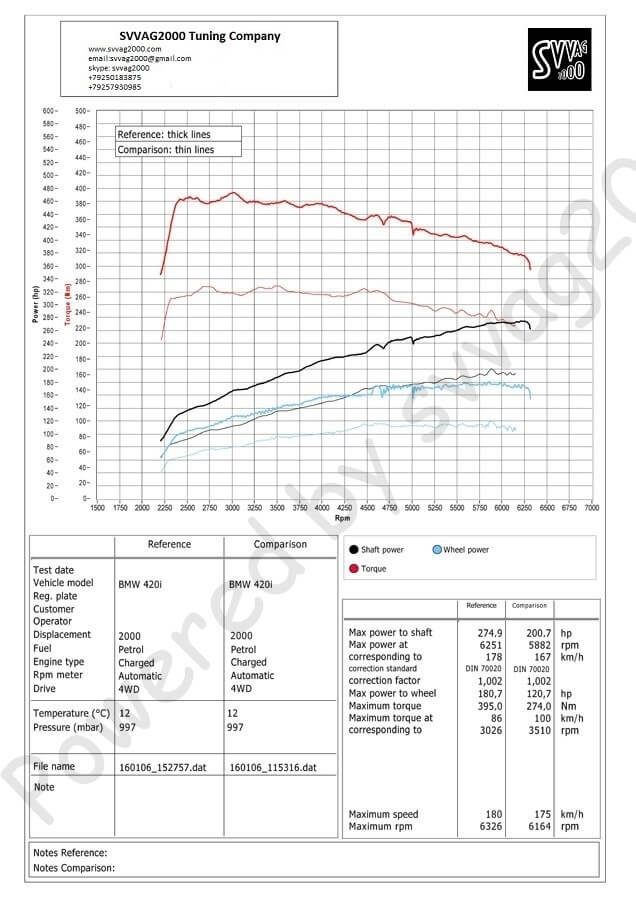 SVVAG2000 Tuning Company
www.svvag2000.com
email:svvag2000@gmail.com
skype: svvag2000
+79250183875
+79257930985
SVVAG
2000
Reference: thick lines
Comparison: thin lines
Power (hp)
600
580
560
540
520
500
480
460
440
420
400
380
360
340
320
300
280
260
240
220
200
180
160
140
120
100
80
60
40
20
0
Torque (Nm)
500
480
460
440
420
400
380
360
340
320
300
280
260
240
220
200
180
160
140
120
100
80
60
40
20
0
1500 1750 2000 2250 2500 2750 3000 3250 3500 3750 4000 4250 4500 4750 5000 5250 5500 5750 6000 6250 6500 6750 7000
Rpm
Reference Comparison
Test date
Vehicle model BMW 420i BMW 420i
Reg. plate
Customer
Operator
Displacement 2000 2000
Fuel Petrol Petrol
Engine type Charged Charged
Rpm meter Automatic Automatic
Drive 4WD 4WD
Temperature (°C) 12 12
Pressure (mbar) 997 997
File name 160106_152757.dat 160106_115316.dat
Note
Shaft power Wheel power
Torque
Reference Comparison
Max power to shaft 274,9 200,7 hp
Max power at 6251 5882 rpm
corresponding to 178 167 km/h
correction standard DIN 70020 DIN 70020
correction factor 1,002 1,002
Max power to wheel 180,7 120,7 hp
Maximum torque 395,0 274,0 Nm
Maximum torque at 86 100 km/h
corresponding to 3026 3510 rpm
Maximum speed 180 175 km/h
Maximum rpm 6326 6164 rpm
Notes Reference:
Notes Comparison:
Powered by svvag20